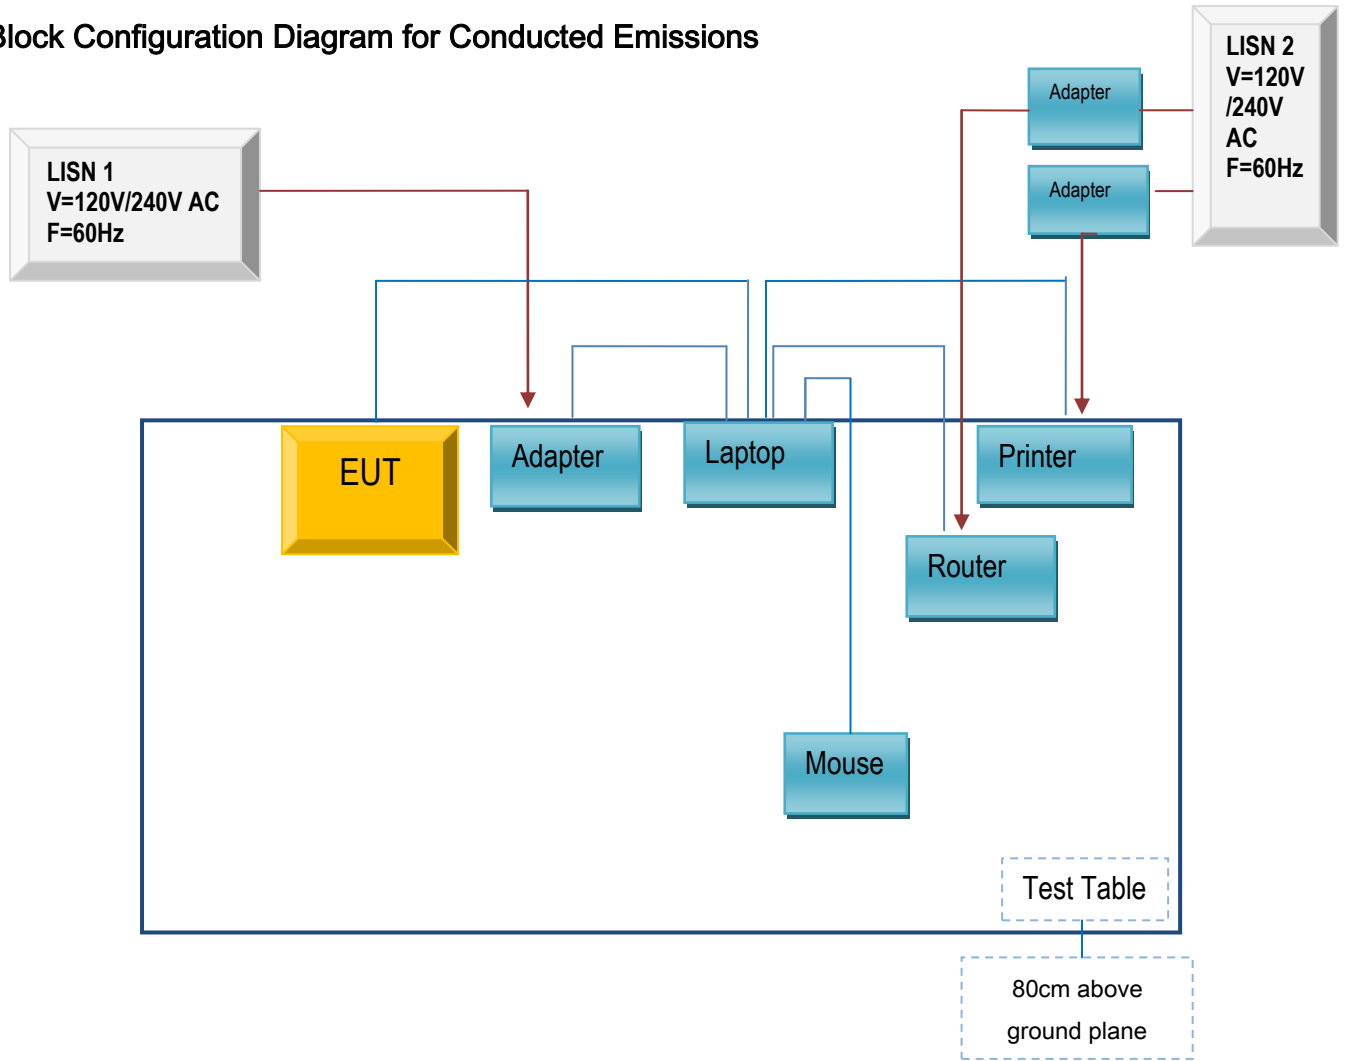 Block Configuration Diagram for Conducted Emissions
LISN 1
V=120V/240V AC
F=60Hz
Adapter
Adapter
LISN 2
V=120V
/240V
AC
F=60Hz
EUT
Adapter
Laptop
Printer
Router
Mouse
Test Table
80cm above
ground plane